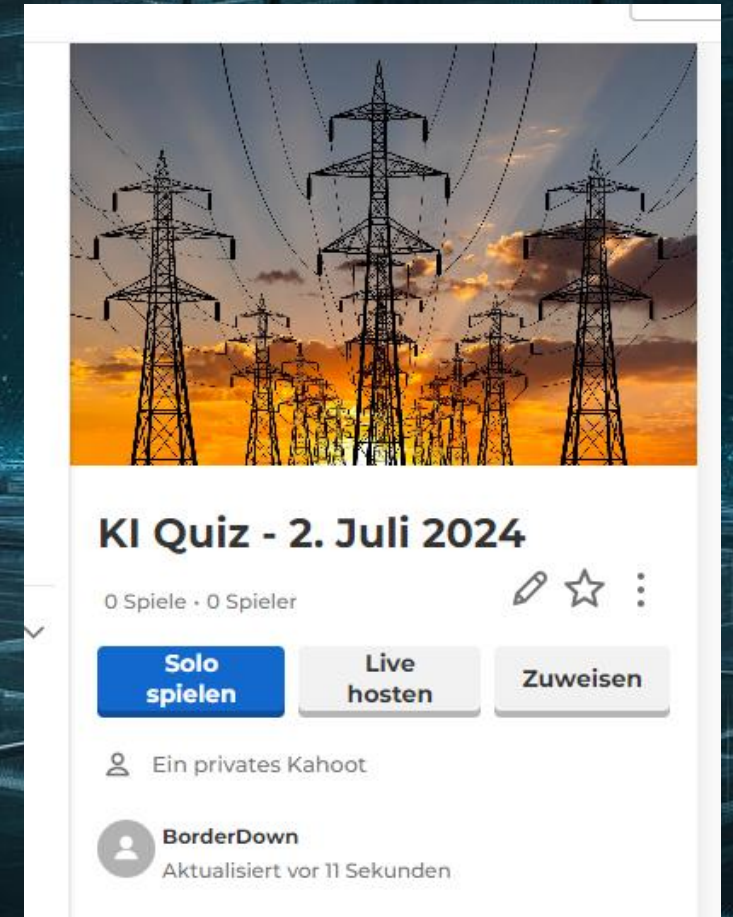 KI Quiz - 2. Juli 2024
0 Spiele · 0 Spieler
Solo
spielen
Live
hosten
Zuweisen
Ein privates Kahoot
BorderDown
Aktualisiert vor 11 Sekunden